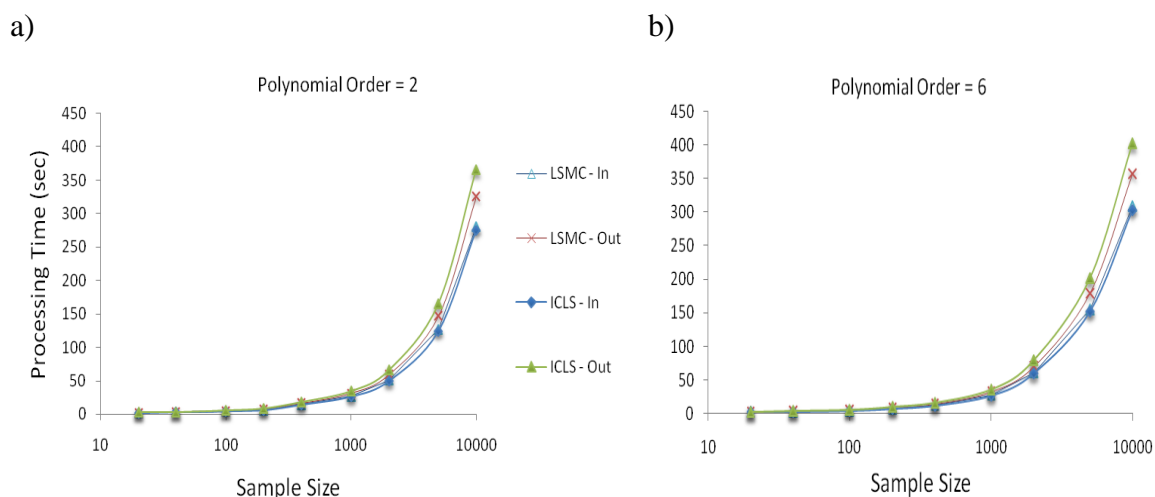 a)
Polynomial Order = 2
450
400
350
300
250
200
150
100
50
0
Processing Time (sec)
10
100
1000
10000
Sample Size
LSMC - In
LSMC - Out
ICLS - In
ICLS - Out
b)
Polynomial Order = 6
450
400
350
300
250
200
150
100
50
0
10
100
1000
10000
Sample Size